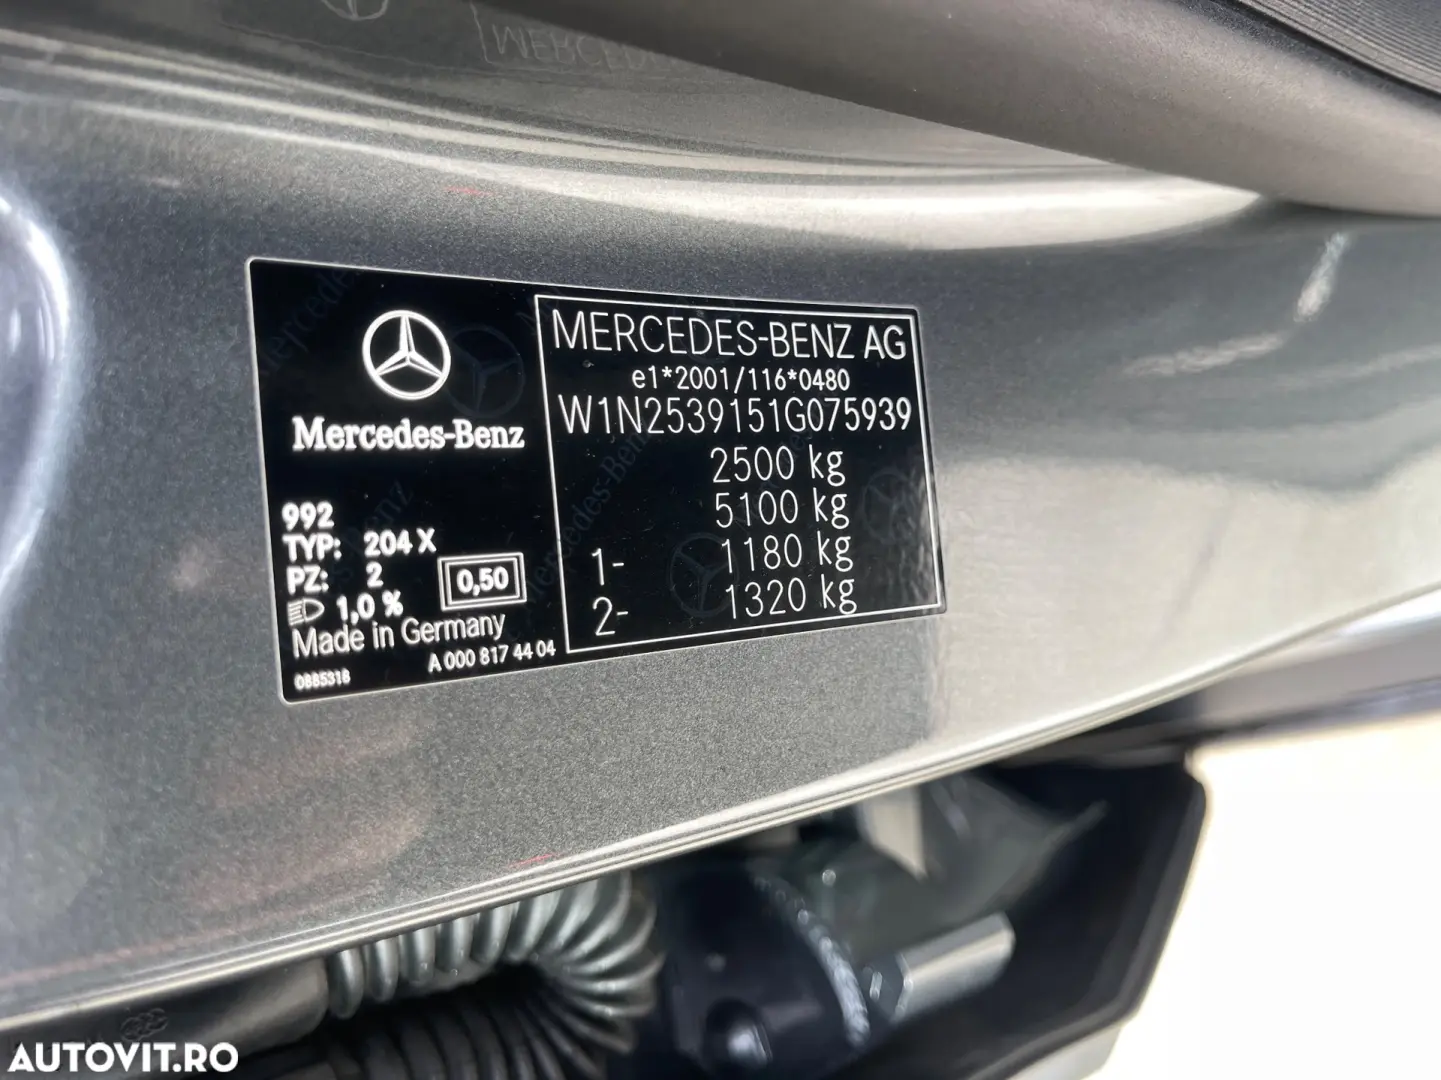 Mercedes-Benz
992
TYP: 204 X
PZ: 2
1,0 %
0,50
Made in Germany
A 000 817 44 04
0885318
MERCEDES-BENZ AG
e1*2001/116*0480
W1N2539151G075939
2500 kg
5100 kg
1- 1180 kg
2- 1320 kg
AUTOVIT.RO